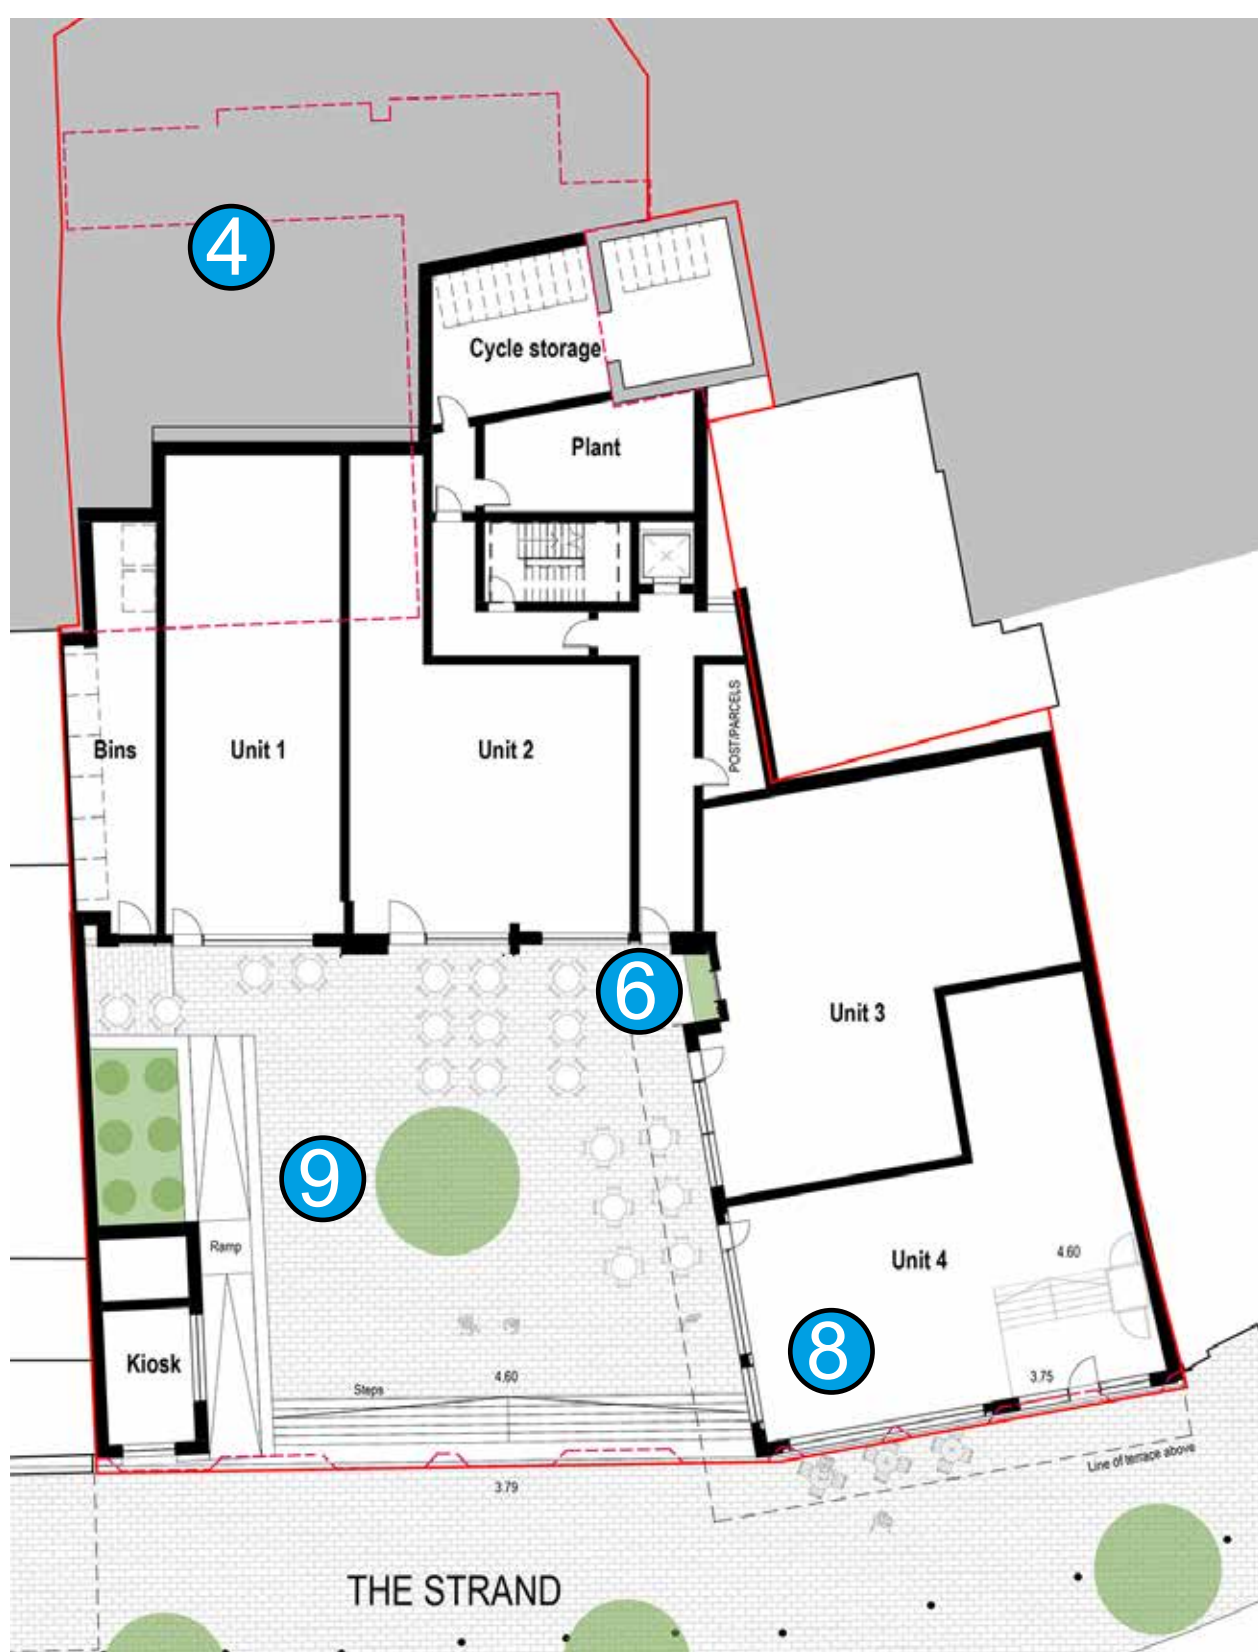 4
Cycle storage
Plant
Bins
Unit 1
Unit 2
POST/PARCELS
6
Unit 3
9
Ramp
Unit 4
4.60
8
Kiosk
Steps
4.60
3.75
3.79
Line of terrace above
THE STRAND